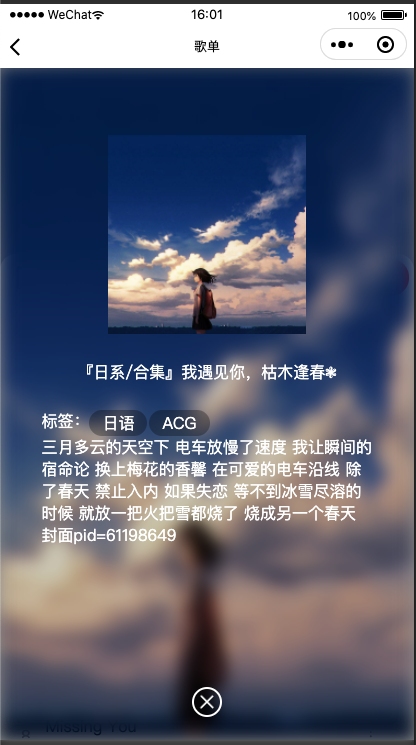 WeChat 16:01 100%
歌单
『日系/合集』我遇见你，枯木逢春❃
标签： 日语 ACG
三月多云的天空下 电车放慢了速度 我让瞬间的
宿命论 换上梅花的香馨 在可爱的电车沿线 除
了春天 禁止入内 如果失恋 等不到冰雪尽溶的
时候 就放一把火把雪都烧了 烧成另一个春天
封面pid=61198649
Missing You